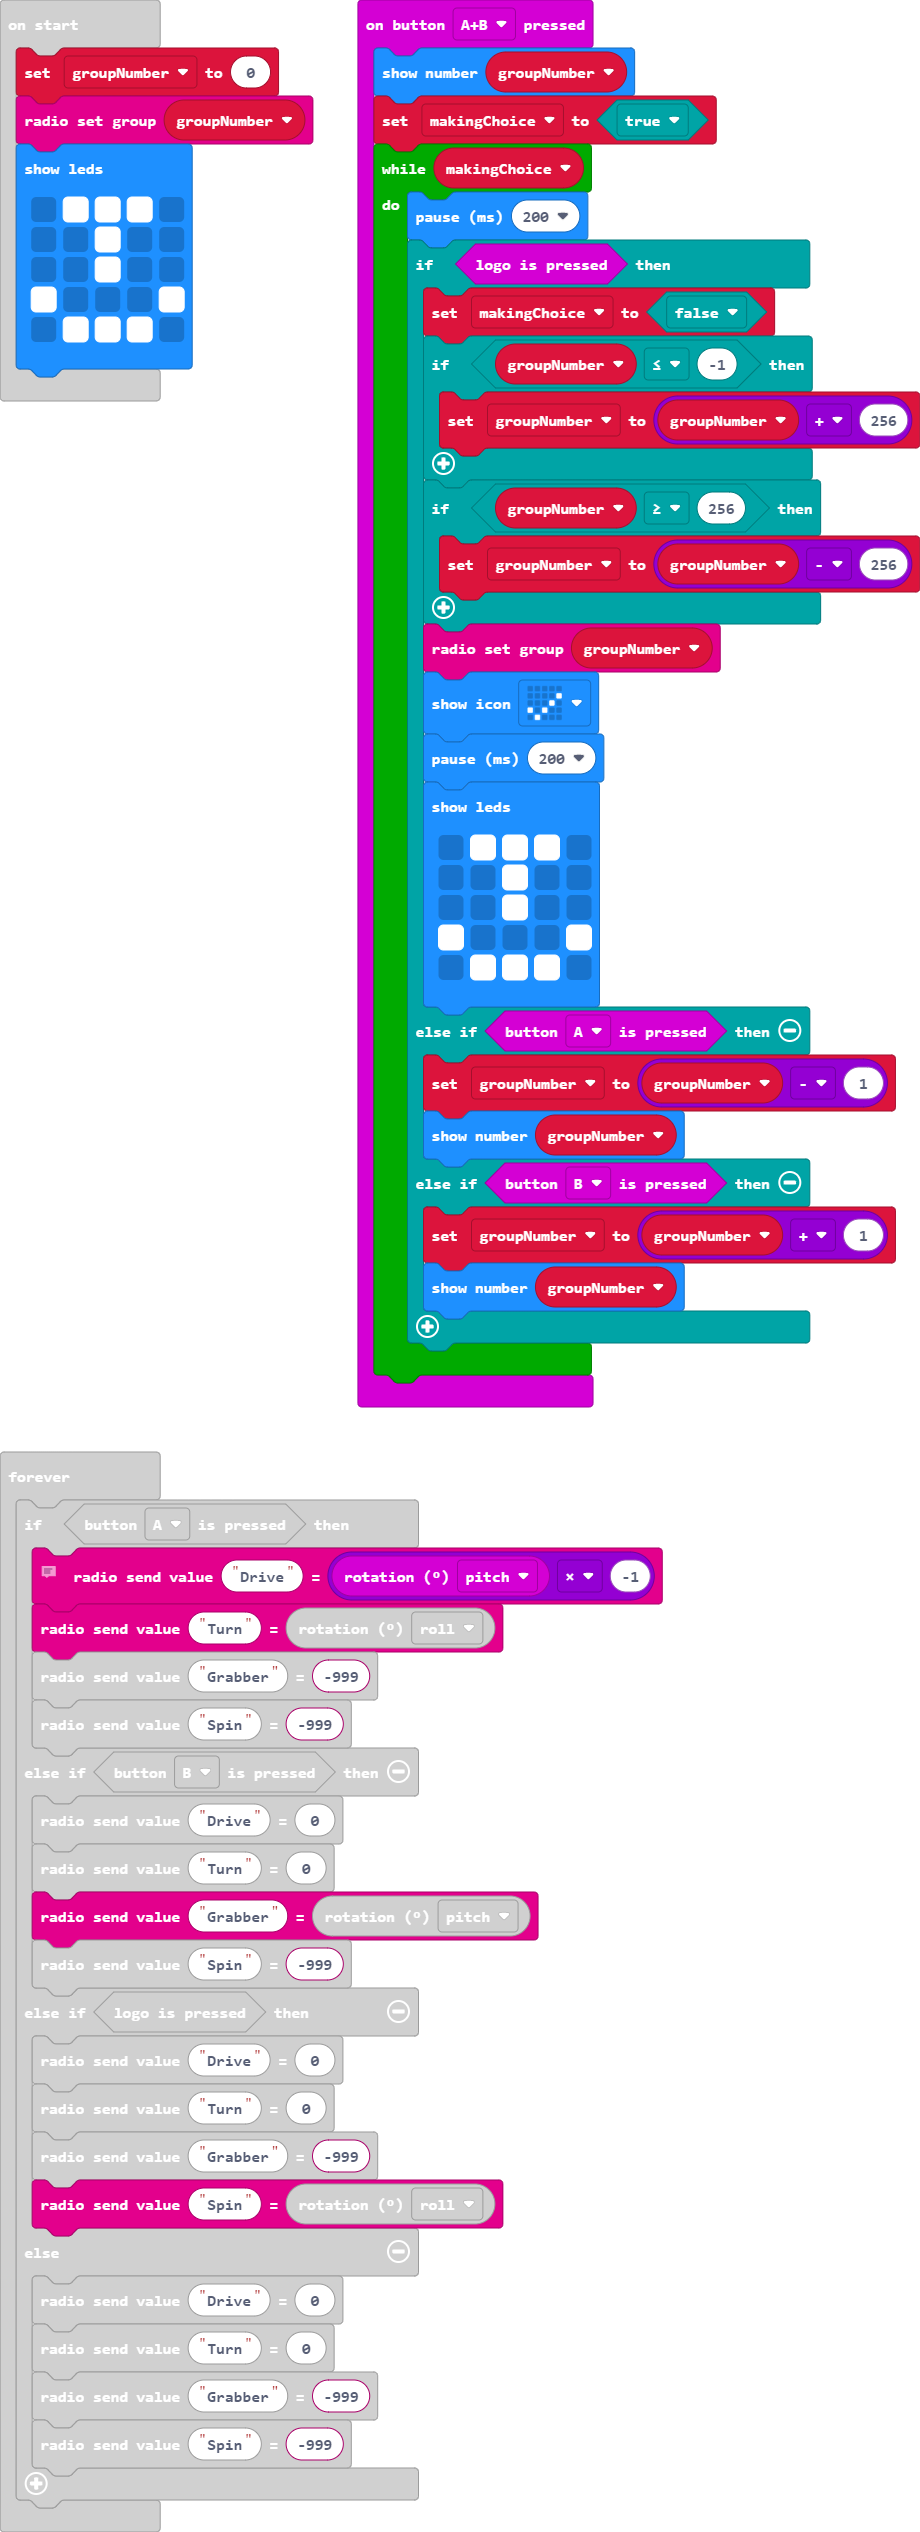 on start
set groupNumber to 0
radio set group groupNumber
show leds
on button A+B pressed
show number groupNumber
set makingChoice to true
while makingChoice
do
pause (ms) 200
if logo is pressed then
set makingChoice to false
if groupNumber ≤ -1 then
set groupNumber to groupNumber + 256
if groupNumber ≥ 256 then
set groupNumber to groupNumber - 256
radio set group groupNumber
show icon
pause (ms) 200
show leds
else if button A is pressed then
set groupNumber to groupNumber - 1
show number groupNumber
else if button B is pressed then
set groupNumber to groupNumber + 1
show number groupNumber
forever
if button A is pressed then
radio send value "Drive" = rotation (º) pitch × -1
radio send value "Turn" = rotation (º) roll
radio send value "Grabber" = -999
radio send value "Spin" = -999
else if button B is pressed then
radio send value "Drive" = 0
radio send value "Turn" = 0
radio send value "Grabber" = rotation (º) pitch
radio send value "Spin" = -999
else if logo is pressed then
radio send value "Drive" = 0
radio send value "Turn" = 0
radio send value "Grabber" = -999
radio send value "Spin" = rotation (º) roll
else
radio send value "Drive" = 0
radio send value "Turn" = 0
radio send value "Grabber" = -999
radio send value "Spin" = -999